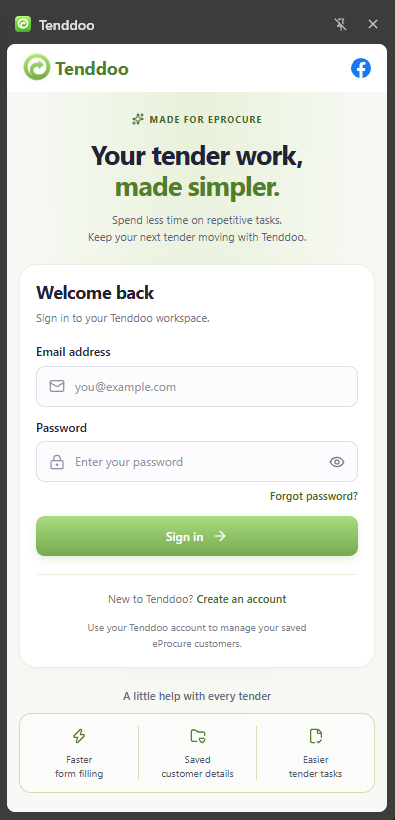 Tenddoo
Tenddoo
MADE FOR EPROCURE
Your tender work,
made simpler.
Spend less time on repetitive tasks.
Keep your next tender moving with Tenddoo.
Welcome back
Sign in to your Tenddoo workspace.
Email address
you@example.com
Password
Enter your password
Forgot password?
Sign in
New to Tenddoo? Create an account
Use your Tenddoo account to manage your saved
eProcure customers.
A little help with every tender
Faster
form filling
Saved
customer details
Easier
tender tasks